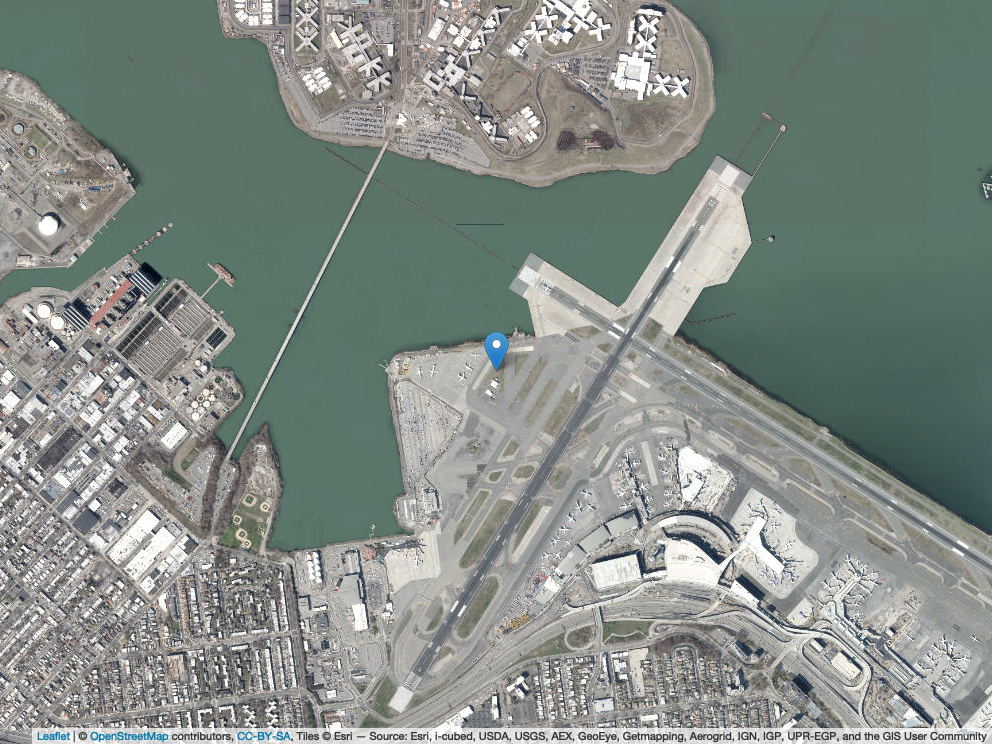 Leaflet | © OpenStreetMap contributors, CC-BY-SA, Tiles © Esri — Source: Esri, i-cubed, USDA, USGS, AEX, GeoEye, Getmapping, Aerogrid, IGN, IGP, UPR-EGP, and the GIS User Community